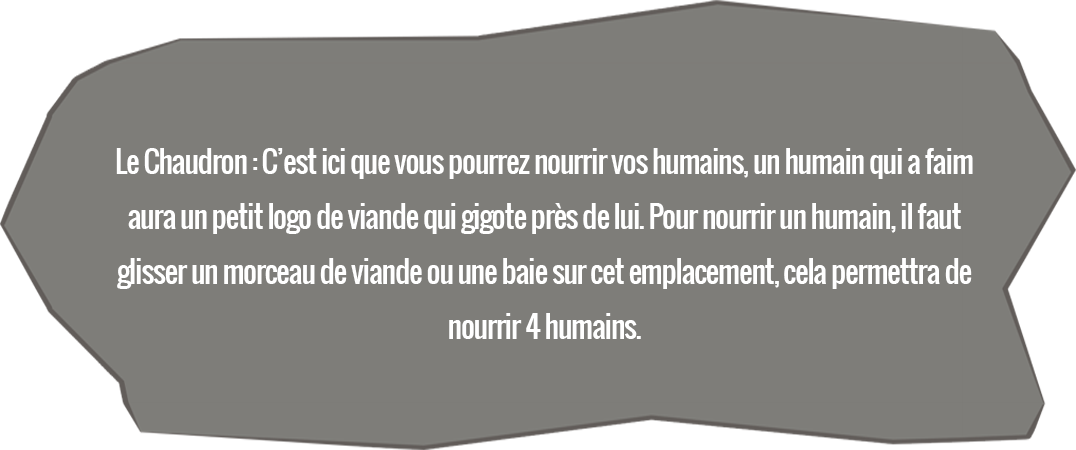 Le Chaudron : C’est ici que vous pourrez nourrir vos humains, un humain qui a faim
aura un petit logo de viande qui gigote près de lui. Pour nourrir un humain, il faut
glisser un morceau de viande ou une baie sur cet emplacement, cela permettra de
nourrir 4 humains.